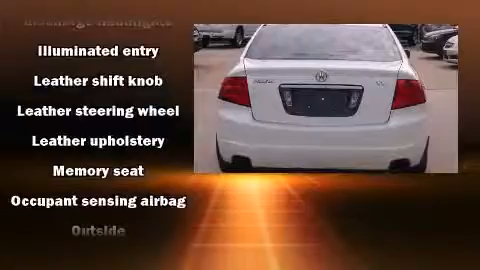 Illuminated entry
Leather shift knob
Leather steering wheel
Leather upholstery
Memory seat
Occupant sensing airbag
Outside